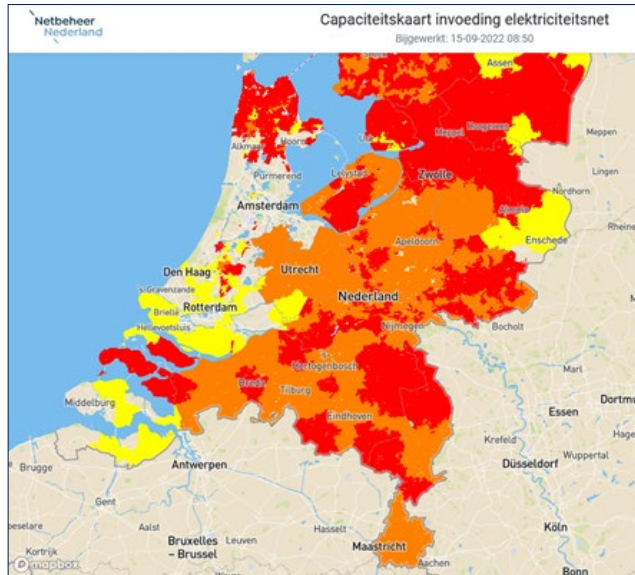 Netbeheer
Nederland
Capaciteitskaart invoeding elektriciteitsnet
Bijgewerkt: 15-09-2022 08:50
Assen
Meppel
Hoogeveen
Meppen
Alkmaar
Hoorn
Lingen
Purmerend
Lelystad
Zwolle
Nordhorn
Amsterdam
Almelo
Rheine
Apeldoorn
Enschede
Den Haag
Utrecht
's-Gravenzande
Rotterdam
Nederland
Brielle
Hellevoetsluis
Nijmegen
Bocholt
Hertogenbosch
Marl
Middelburg
Breda
Tilburg
Essen
Dortmu
Eindhoven
Krefeld
Wuppertal
Brugge
Antwerpen
Düsseldorf
Hage
Gent
eselare
Aalst
Hasselt
Köln
Kortrijk
Bruxelles
- Brussel
Leuven
Maastricht
Aachen
Bonn
mapbox